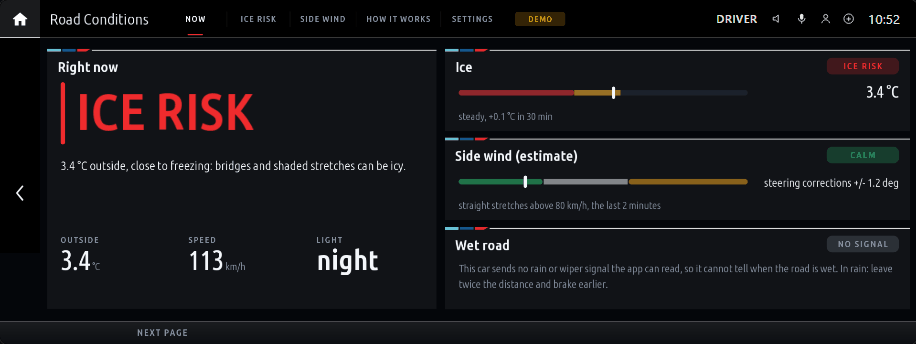 Road Conditions
NOW
ICE RISK
SIDE WIND
HOW IT WORKS
SETTINGS
DEMO
DRIVER
10:52
Right now
ICE RISK
3.4 °C outside, close to freezing: bridges and shaded stretches can be icy.
OUTSIDE
SPEED
LIGHT
3.4 °C
113 km/h
night
Ice
ICE RISK
3.4 °C
steady, +0.1 °C in 30 min
Side wind (estimate)
CALM
steering corrections +/- 1.2 deg
straight stretches above 80 km/h, the last 2 minutes
Wet road
NO SIGNAL
This car sends no rain or wiper signal the app can read, so it cannot tell when the road is wet. In rain: leave
twice the distance and brake earlier.
NEXT PAGE